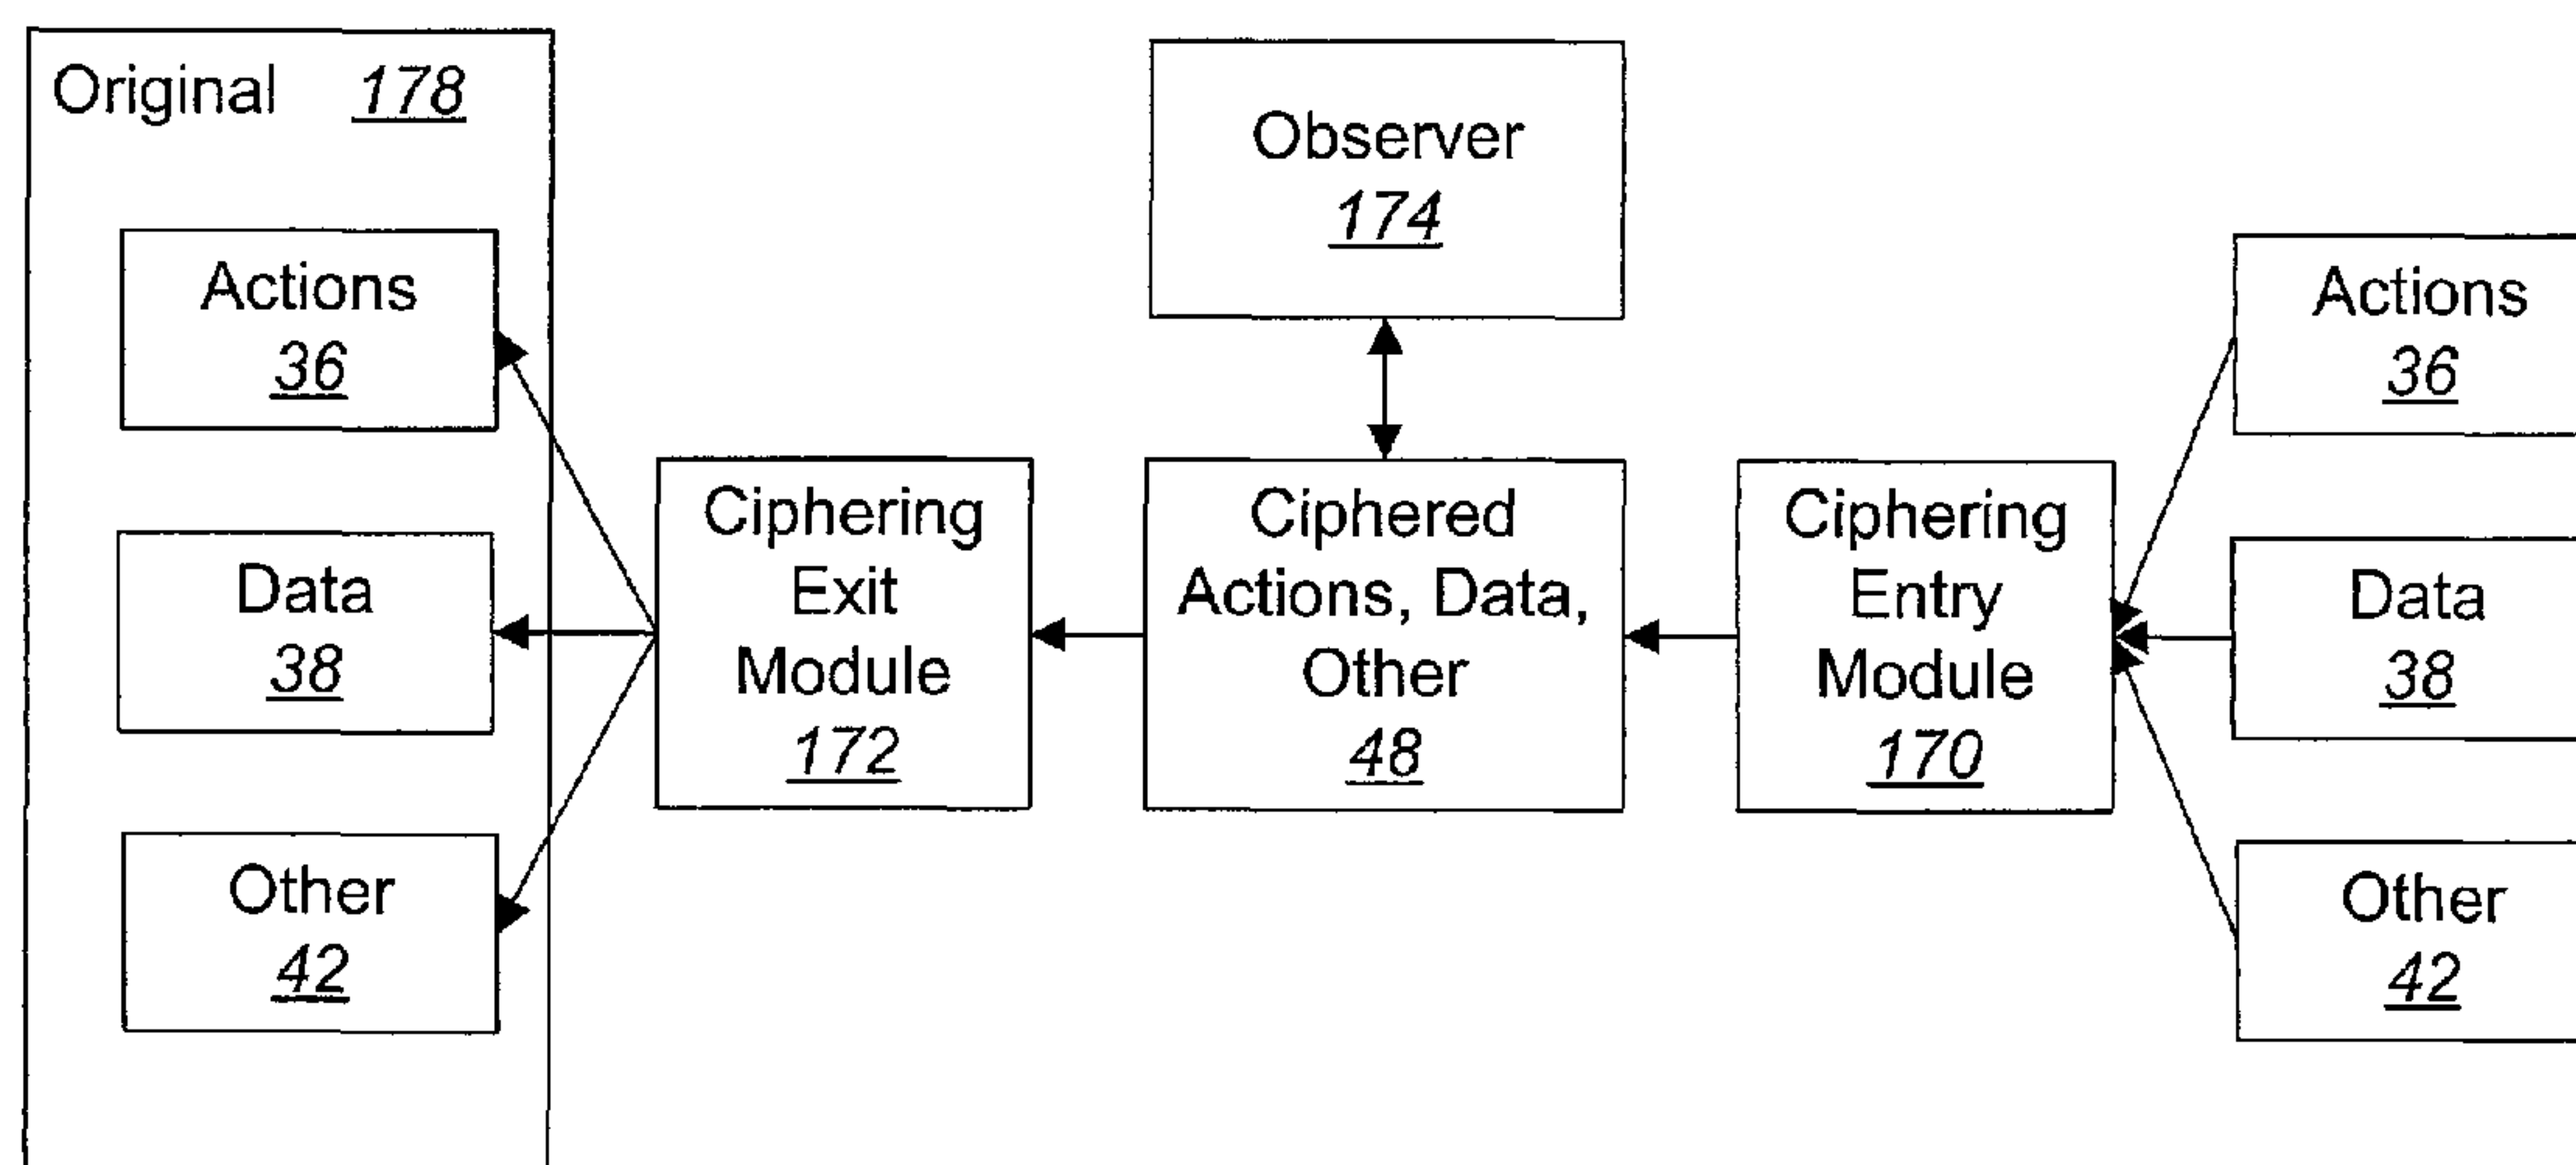 Original 178
Actions
36
Data
38
Other
42
Ciphering
Exit
Module
172
Observer
174
Ciphered
Actions, Data,
Other
48
Ciphering
Entry
Module
170
Actions
36
Data
38
Other
42